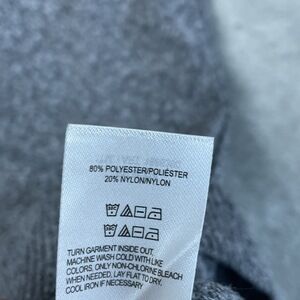 80% POLYESTER/POLIÉSTER
20% NYLON/NYLON
TURN GARMENT INSIDE OUT.
MACHINE WASH COLD WITH LIKE
COLORS, ONLY NON-CHLORINE BLEACH
WHEN NEEDED, LAY FLAT TO DRY.
COOL IRON IF NECESSARY